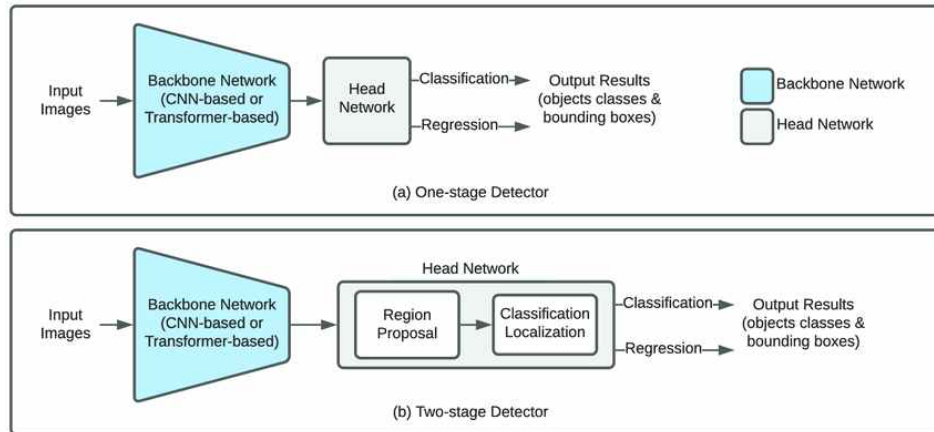 Input
Images
Backbone Network
(CNN-based or
Transformer-based)
Head
Network
Classification
Regression
Output Results
(objects classes &
bounding boxes)
Backbone Network
Head Network
(a) One-stage Detector
Input
Images
Backbone Network
(CNN-based or
Transformer-based)
Head Network
Region
Proposal
Classification
Localization
Classification
Regression
Output Results
(objects classes &
bounding boxes)
(b) Two-stage Detector